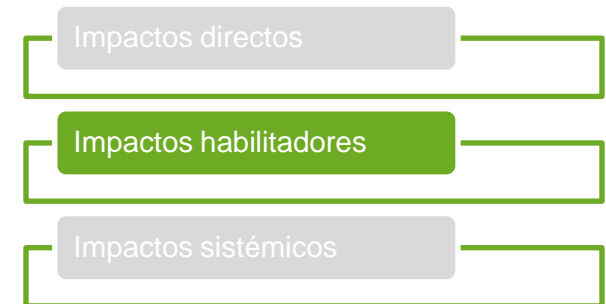 Impactos directos
Impactos habilitadores
Impactos sistémicos